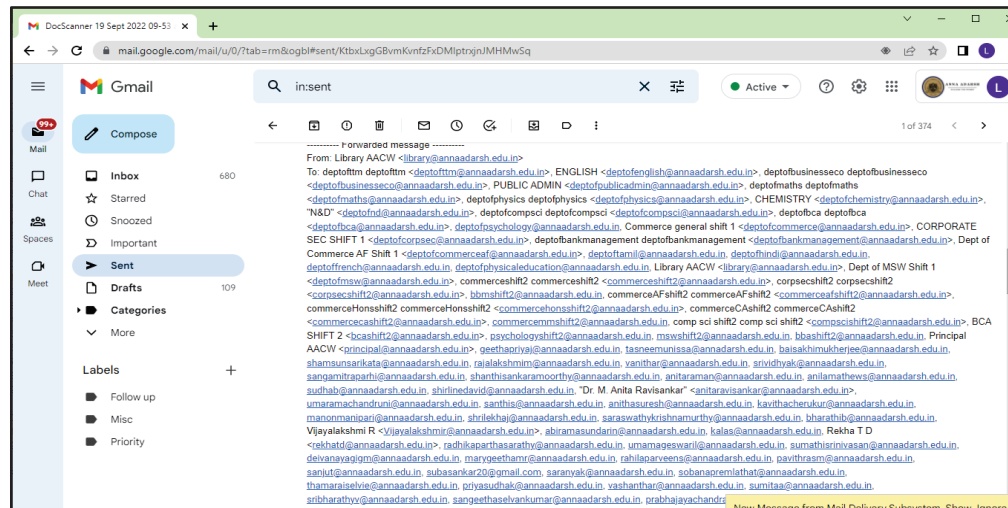 DocScanner 19 Sept 2022 09-53
mail.google.com/mail/u/0/?tab=rm&ogbl#sent/KtbxLxgGBvmKvnfzFxDMlptrxjnJMHMwSq
Gmail
in:sent
Active
ANNA ADARSH
L
99+
Mail
Chat
Spaces
Meet
Compose
Inbox 680
Starred
Snoozed
Important
Sent
Drafts 109
Categories
More
Labels
Follow up
Misc
Priority
1 of 374
---------- Forwarded message ----------
From: Library AACW <library@annaadarsh.edu.in>
To: deptofttm deptofttm <deptofttm@annaadarsh.edu.in>, ENGLISH <deptofenglish@annaadarsh.edu.in>, deptofbusinesseco deptofbusinesseco
<deptofbusinesseco@annaadarsh.edu.in>, PUBLIC ADMIN <deptofpublicadmin@annaadarsh.edu.in>, deptofmaths deptofmaths
<deptofmaths@annaadarsh.edu.in>, deptofphysics deptofphysics <deptofphysics@annaadarsh.edu.in>, CHEMISTRY <deptofchemistry@annaadarsh.edu.in>,
"N&D" <deptofnd@annaadarsh.edu.in>, deptofcompsci deptofcompsci <deptofcompsci@annaadarsh.edu.in>, deptofbca deptofbca
<deptofbca@annaadarsh.edu.in>, deptofpsychology@annaadarsh.edu.in, Commerce general shift 1 <deptofcommerce@annaadarsh.edu.in>, CORPORATE
SEC SHIFT 1 <deptofcorpsec@annaadarsh.edu.in>, deptofbankmanagement deptofbankmanagement <deptofbankmanagement@annaadarsh.edu.in>, Dept of
Commerce AF Shift 1 <deptofcommerceaf@annaadarsh.edu.in>, deptoftamil@annaadarsh.edu.in, deptofhindi@annaadarsh.edu.in,
deptoffrench@annaadarsh.edu.in, deptofphysicaleducation@annaadarsh.edu.in, Library AACW <library@annaadarsh.edu.in>, Dept of MSW Shift 1
<deptofmsw@annaadarsh.edu.in>, commerceshift2 commerceshift2 <commerceshift2@annaadarsh.edu.in>, corpsecshift2 corpsecshift2
<corpsecshift2@annaadarsh.edu.in>, bbmshift2@annaadarsh.edu.in, commerceAFshift2 commerceAFshift2 <commerceafshift2@annaadarsh.edu.in>,
commerceHonsshift2 commerceHonsshift2 <commercehonsshift2@annaadarsh.edu.in>, commerceCAshift2 commerceCAshift2
<commercecashift2@annaadarsh.edu.in>, commercemmshift2@annaadarsh.edu.in, comp sci shift2 comp sci shift2 <compscishift2@annaadarsh.edu.in>, BCA
SHIFT 2 <bcashift2@annaadarsh.edu.in>, psychologyshift2@annaadarsh.edu.in, mswshift2@annaadarsh.edu.in, bbashift2@annaadarsh.edu.in, Principal
AACW <principal@annaadarsh.edu.in>, geethapriyaj@annaadarsh.edu.in, tasneemunissa@annadarsh.edu.in, baisakhimukherjee@annaadarsh.edu.in,
shamsunsarikata@annaadarsh.edu.in, rajalakshmim@annaadarsh.edu.in, vanithar@annaadarsh.edu.in, srividhyak@annaadarsh.edu.in,
sangamitraparhi@annaadarsh.edu.in, shanthisankaramoorthy@annaadarsh.edu.in, anitaraman@annaadarsh.edu.in, anilamathews@annaadarsh.edu.in,
sudhab@annaadarsh.edu.in, shirlinedavid@annaadarsh.edu.in, "Dr. M. Anita Ravisankar" <anitaravisankar@annaadarsh.edu.in>,
umaramachandruni@annaadarsh.edu.in, santhis@annaadarsh.edu.in, anithasuresh@annaadarsh.edu.in, kavithacherukur@annaadarsh.edu.in,
manonmanipari@annaadarsh.edu.in, shrilekhaj@annaadarsh.edu.in, saraswathykrishnamurthy@annaadarsh.edu.in, bharathib@annaadarsh.edu.in,
Vijayalakshmi R <Vijayalakshmir@annaadarsh.edu.in>, abiramasundarin@annaadarsh.edu.in, kalas@annaadarsh.edu.in, Rekha T D
<rekhatd@annaadarsh.edu.in>, radhikaparthasarathy@annaadarsh.edu.in, umamageswaril@annaadarsh.edu.in, sumathisrinivasan@annaadarsh.edu.in,
deivanayagigm@annaadarsh.edu.in, marygeethamr@annaadarsh.edu.in, rahilaparveens@annaadarsh.edu.in, pavithrasm@annaadarsh.edu.in,
sanjut@annaadarsh.edu.in, subasankar20@gmail.com, saranyak@annaadarsh.edu.in, sobanapremlathat@annaadarsh.edu.in,
thamaraiselvie@annaadarsh.edu.in, priyasudhak@annaadarsh.edu.in, vashanthar@annaadarsh.edu.in, sumitaa@annaadarsh.edu.in,
sribharathyv@annaadarsh.edu.in, sangeethaselvankumar@annaadarsh.edu.in, prabhajayachandra
New Message from Mail Delivery Subsystem. Show Ignore